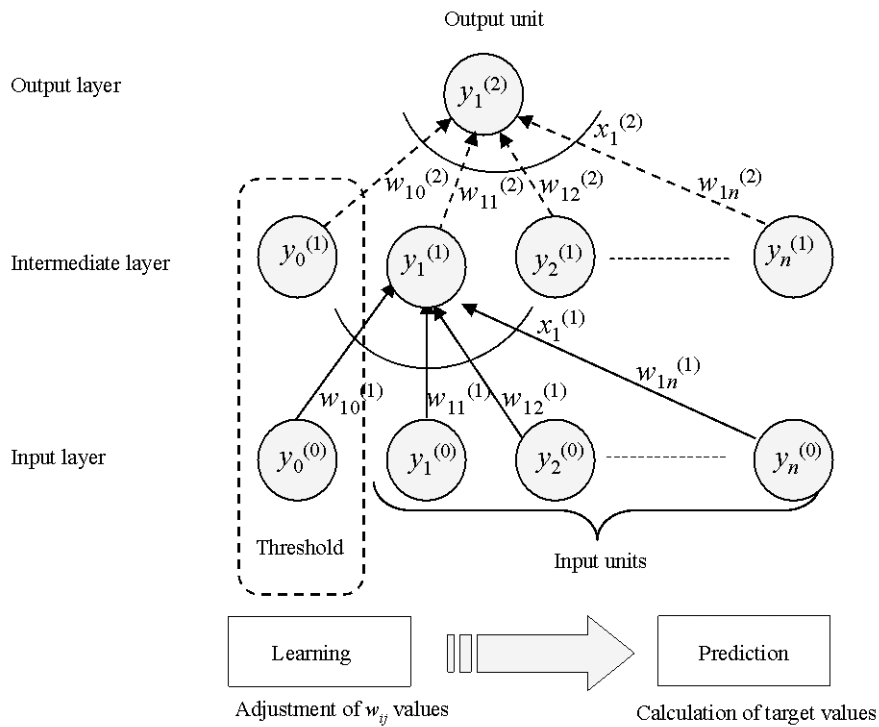 Output unit
Output layer
y₁⁽²⁾
x₁⁽²⁾
w₁₀⁽²⁾ w₁₁⁽²⁾ w₁₂⁽²⁾ w₁ₙ⁽²⁾
Intermediate layer
y₀⁽¹⁾ y₁⁽¹⁾ y₂⁽¹⁾ yₙ⁽¹⁾
x₁⁽¹⁾
w₁₀⁽¹⁾ w₁₁⁽¹⁾ w₁₂⁽¹⁾ w₁ₙ⁽¹⁾
Input layer
y₀⁽⁰⁾ y₁⁽⁰⁾ y₂⁽⁰⁾ yₙ⁽⁰⁾
Threshold
Input units
Learning
Prediction
Adjustment of wᵢⱼ values
Calculation of target values